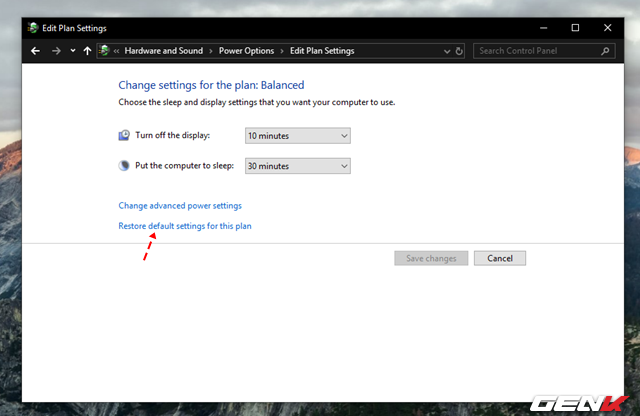 Edit Plan Settings
Hardware and Sound Power Options Edit Plan Settings
Search Control Panel
Change settings for the plan: Balanced
Choose the sleep and display settings that you want your computer to use.
Turn off the display: 10 minutes
Put the computer to sleep: 30 minutes
Change advanced power settings
Restore default settings for this plan
Save changes Cancel
GENK